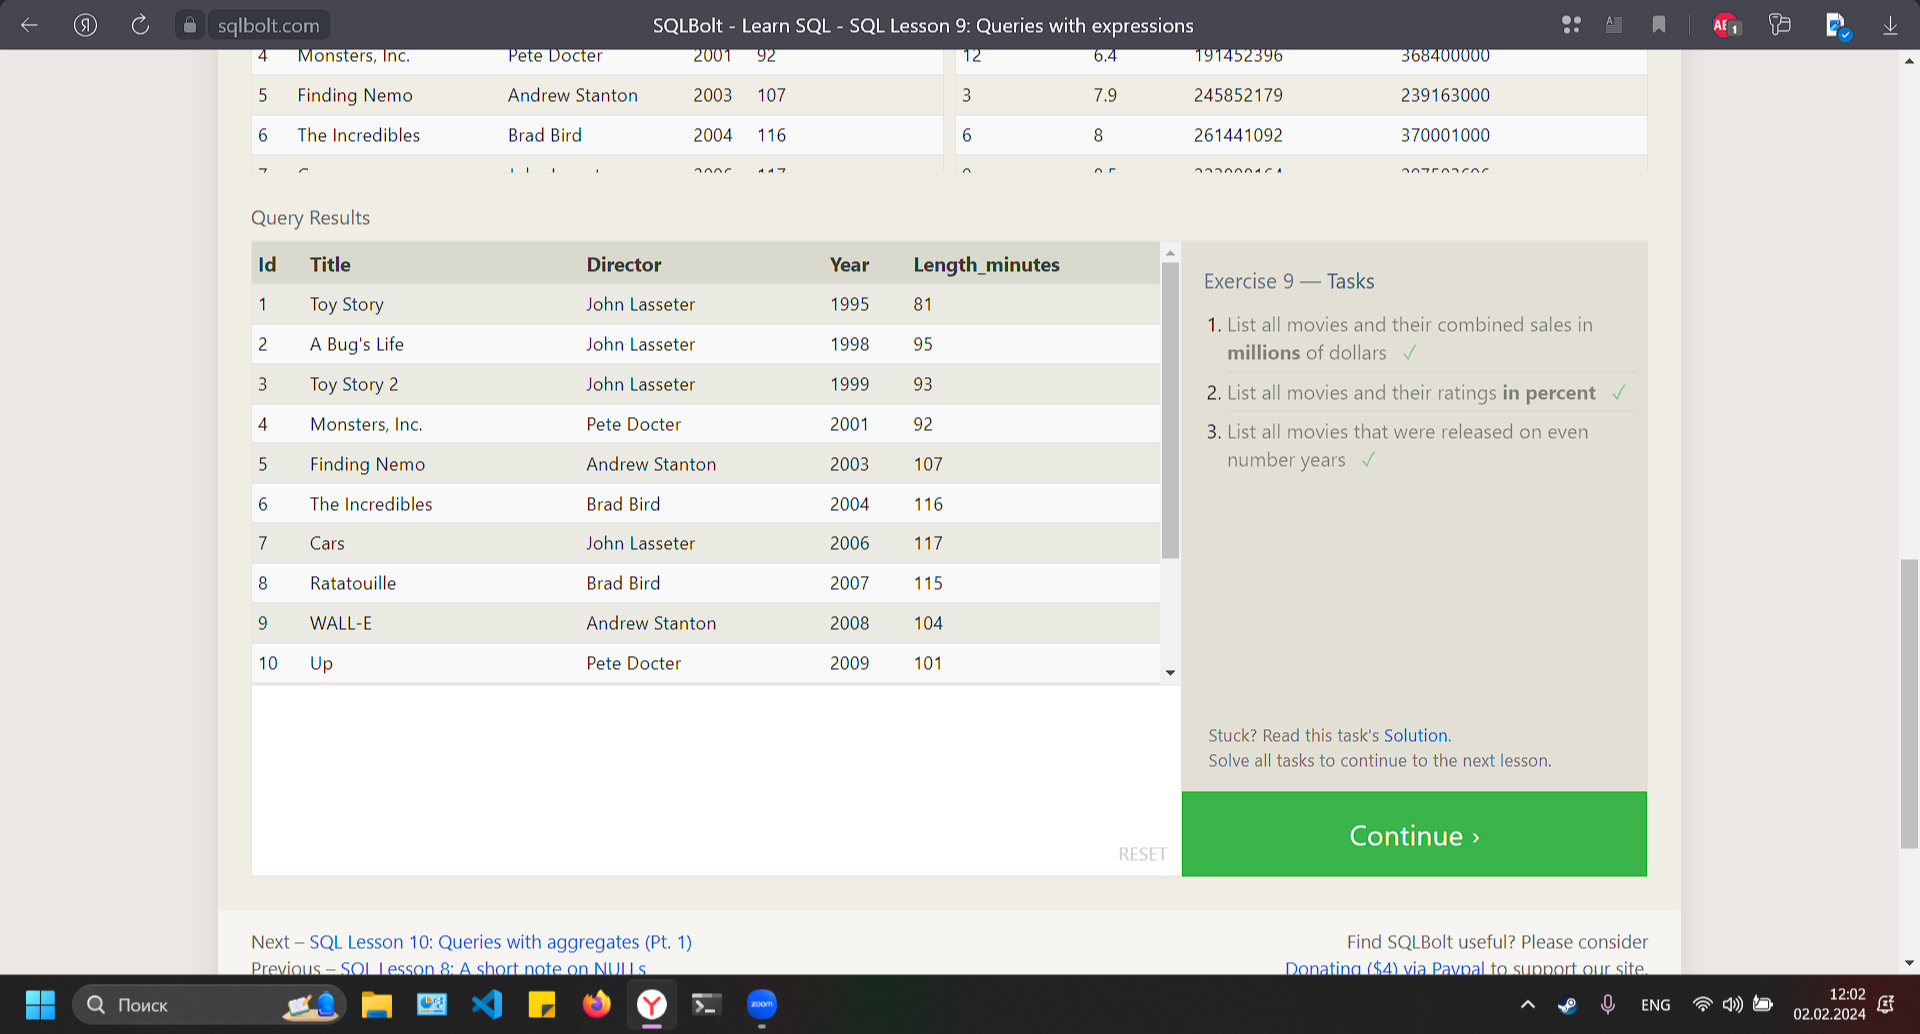 sqlbolt.com
SQLBolt - Learn SQL - SQL Lesson 9: Queries with expressions
4 Monsters, Inc. Pete Docter 2001 92 12 6.4 191452396 368400000
5 Finding Nemo Andrew Stanton 2003 107 3 7.9 245852179 239163000
6 The Incredibles Brad Bird 2004 116 6 8 261441092 370001000
Query Results
Id Title Director Year Length_minutes
1 Toy Story John Lasseter 1995 81
2 A Bug's Life John Lasseter 1998 95
3 Toy Story 2 John Lasseter 1999 93
4 Monsters, Inc. Pete Docter 2001 92
5 Finding Nemo Andrew Stanton 2003 107
6 The Incredibles Brad Bird 2004 116
7 Cars John Lasseter 2006 117
8 Ratatouille Brad Bird 2007 115
9 WALL-E Andrew Stanton 2008 104
10 Up Pete Docter 2009 101
RESET
Exercise 9 — Tasks
1. List all movies and their combined sales in
millions of dollars ✓
2. List all movies and their ratings in percent ✓
3. List all movies that were released on even
number years ✓
Stuck? Read this task's Solution.
Solve all tasks to continue to the next lesson.
Continue ›
Next – SQL Lesson 10: Queries with aggregates (Pt. 1)
Previous – SQL Lesson 8: A short note on NULLs
Find SQLBolt useful? Please consider
Donating ($4) via Paypal to support our site.
Поиск
zoom
ENG
12:02
02.02.2024